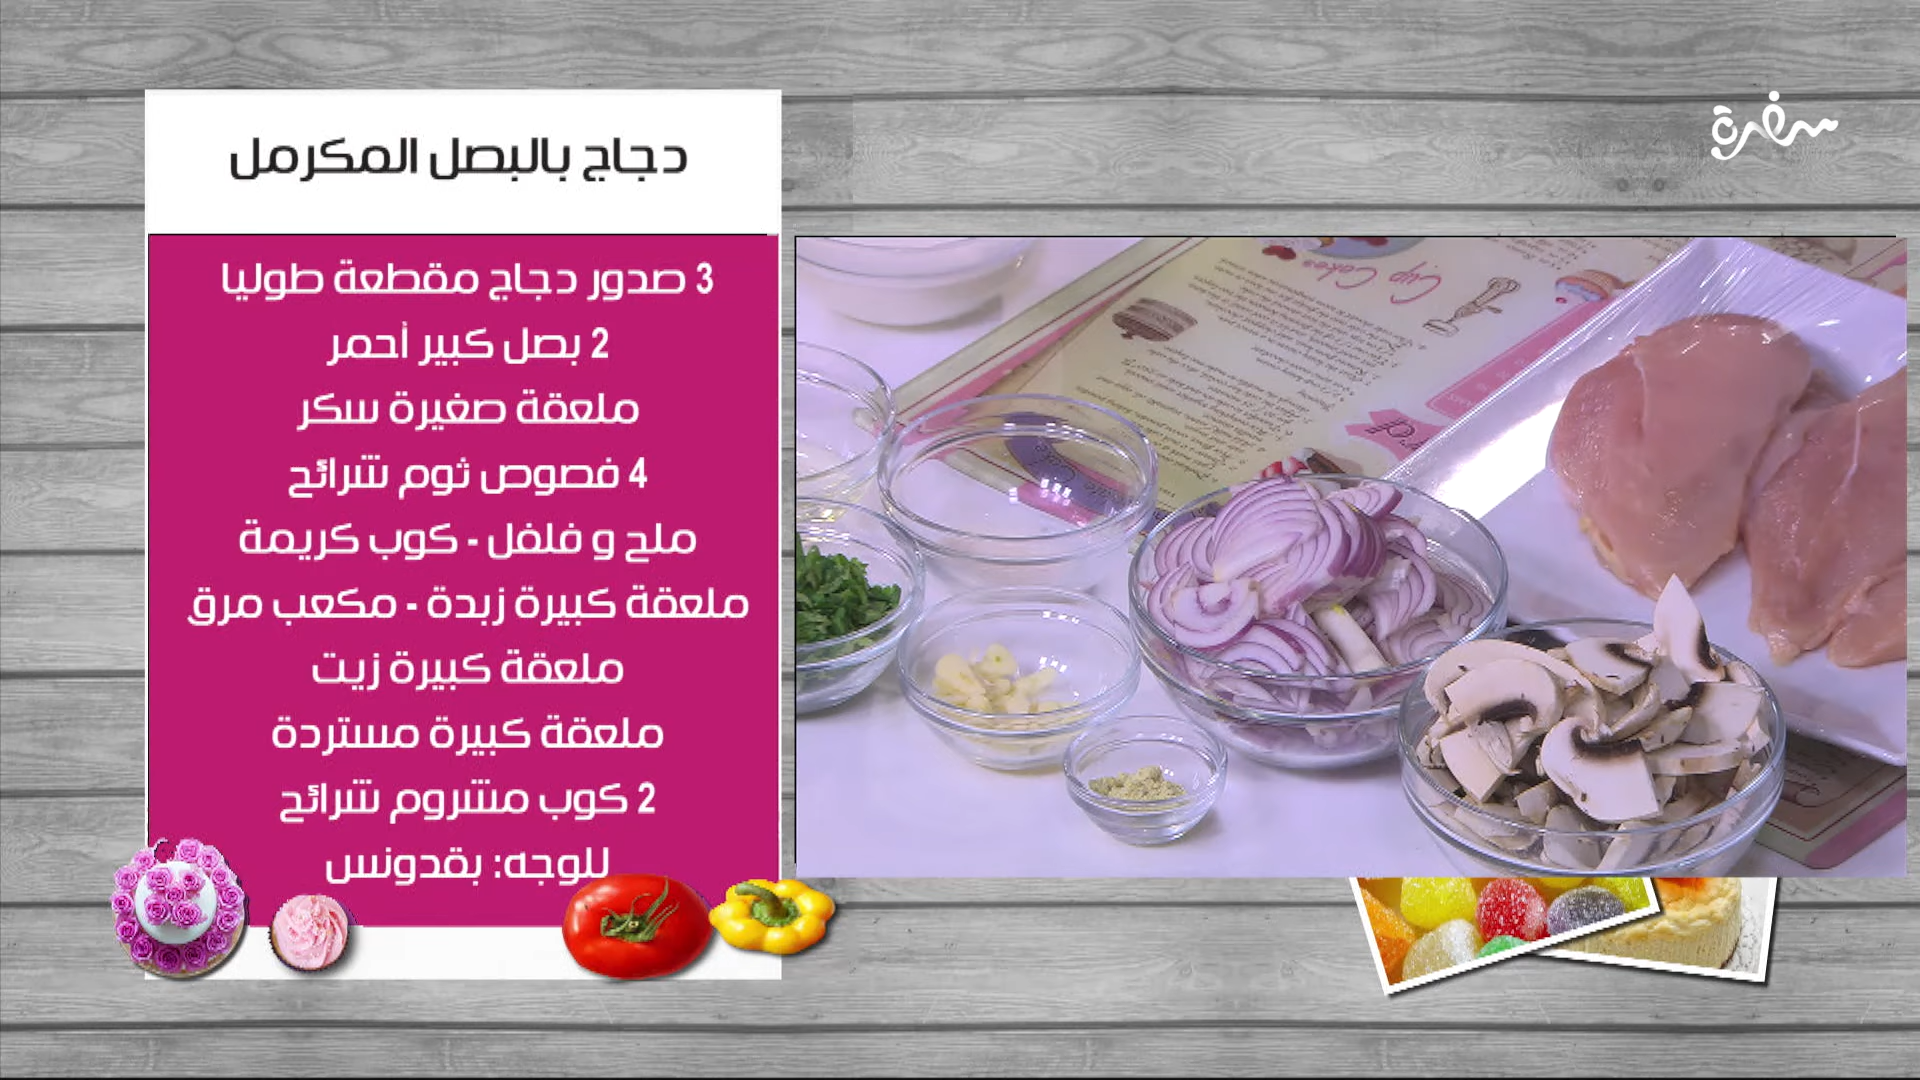 دجاج بالبصل المكرمل
سفرة
3 صدور دجاج مقطعة طوليا
2 بصل كبير أحمر
ملعقة صغيرة سكر
4 فصوص ثوم شرائح
ملح و فلفل - كوب كريمة
ملعقة كبيرة زبدة - مكعب مرق
ملعقة كبيرة زيت
ملعقة كبيرة مستردة
2 كوب مشروم شرائح
للوجه: بقدونس
Cup Cakes